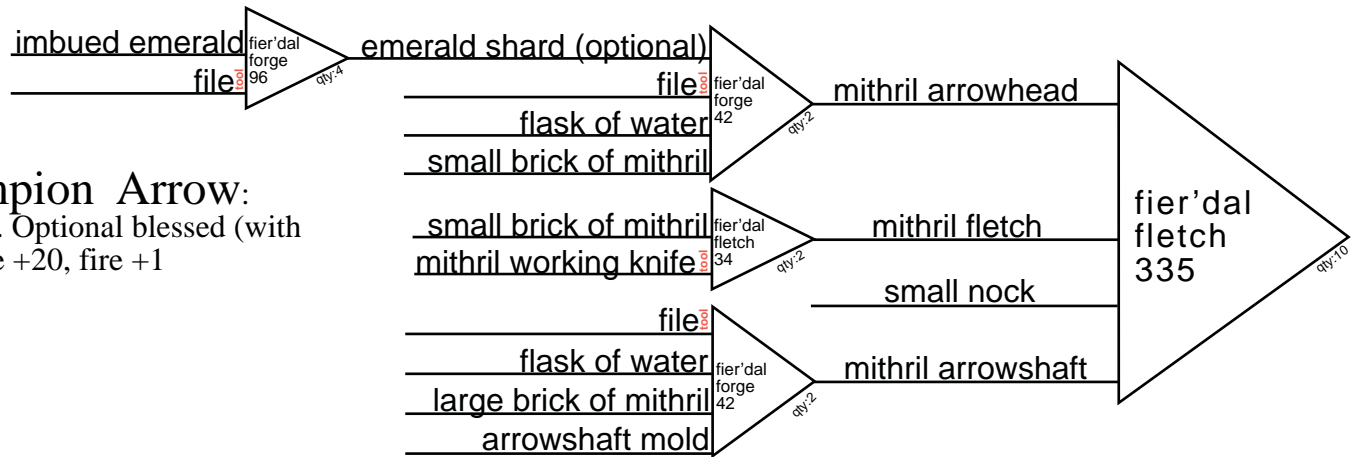 imbued emerald
file tool
fier'dal
forge
96
qty:4
emerald shard (optional)
file tool
flask of water
small brick of mithril
fier'dal
forge
42
qty:2
mithril arrowhead
Arrow:
Optional blessed (with
+20, fire +1
small brick of mithril
mithril working knife tool
fier'dal
fletch
34
qty:2
mithril fletch
small nock
file tool
flask of water
large brick of mithril
arrowshaft mold
fier'dal
forge
42
qty:2
mithril arrowshaft
fier'dal
fletch
335
qty:10